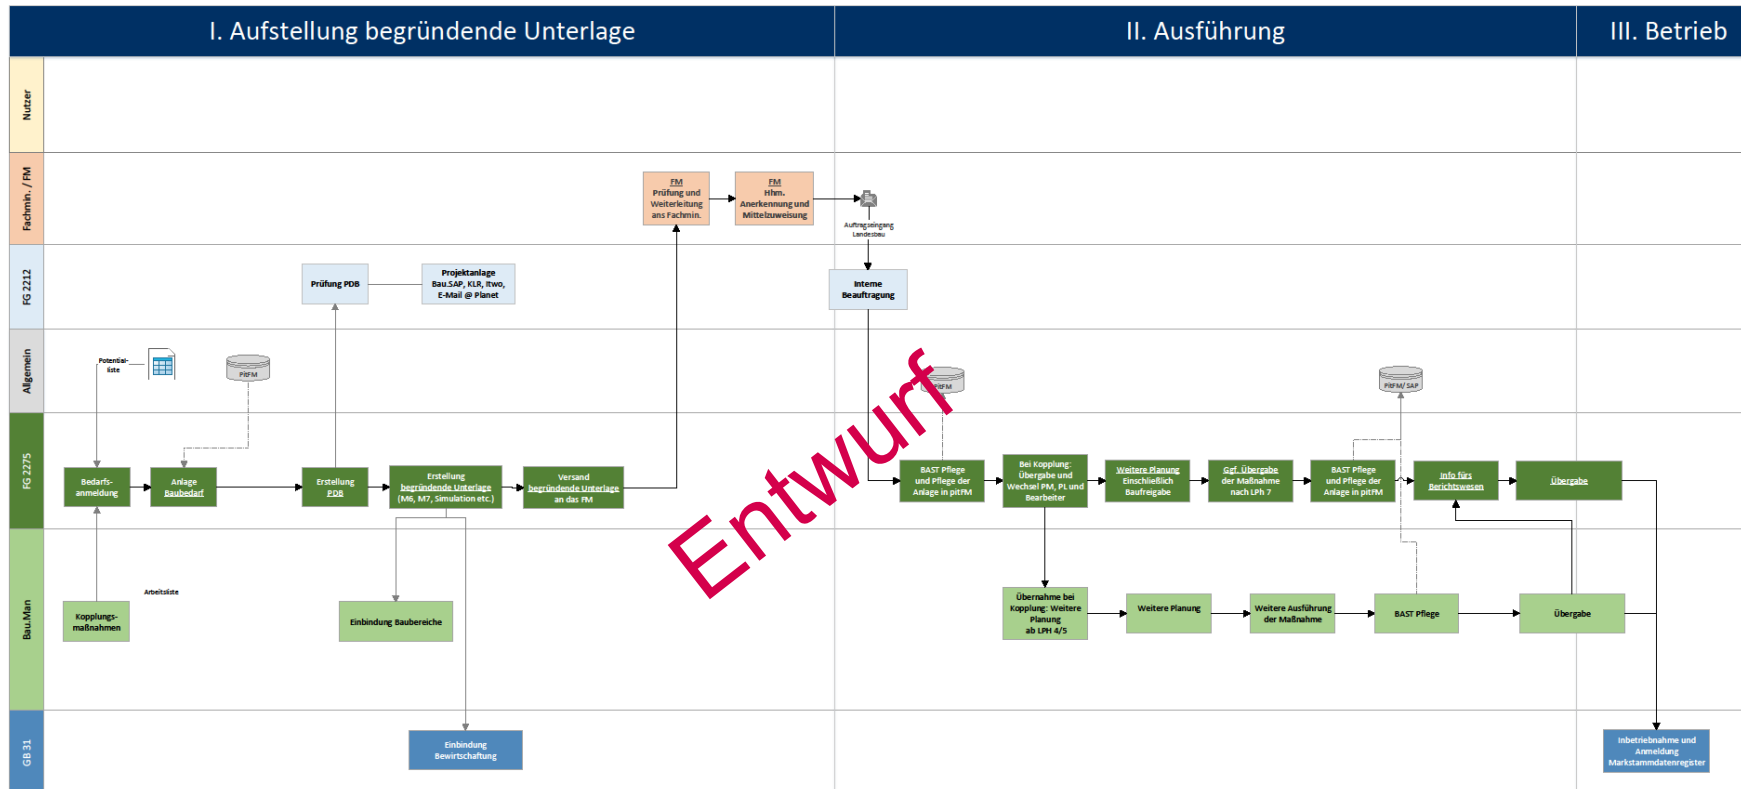 I. Aufstellung begründende Unterlage
II. Ausführung
III. Betrieb
Nutzer
Fachmin. / FM
FM
Prüfung und
Weiterleitung
ans Fachmin.
FM
Hhm.
Anerkennung und
Mittelzuweisung
Auftragseingang
Landesbau
FG 2212
Prüfung PDB
Projektanlage
Bau.SAP, KLR, Itwo,
E-Mail @ Planet
Interne
Beauftragung
Allgemein
Potential-
liste
PitFM
PitFM
PitFM/ SAP
FG 2275
Bedarfs-
anmeldung
Anlage
Baubedarf
Erstellung
PDB
Erstellung
begründende Unterlage
(M6, M7, Simulation etc.)
Versand
begründende Unterlage
an das FM
BAST Pflege
und Pflege der
Anlage in pitFM
Bei Kopplung:
Übergabe und
Wechsel PM, PL und
Bearbeiter
Weitere Planung
Einschließlich
Baufreigabe
Ggf. Übergabe
der Maßnahme
nach LPh 7
BAST Pflege
und Pflege der
Anlage in pitFM
Info fürs
Berichtswesen
Übergabe
Entwurf
Bau.Man
Kopplungs-
maßnahmen
Arbeitsliste
Einbindung Baubereiche
Übernahme bei
Kopplung: Weitere
Planung
ab LPH 4/5
Weitere Planung
Weitere Ausführung
der Maßnahme
BAST Pflege
Übergabe
GB 31
Einbindung
Bewirtschaftung
Inbetriebnahme und
Anmeldung
Markstammdatenregister